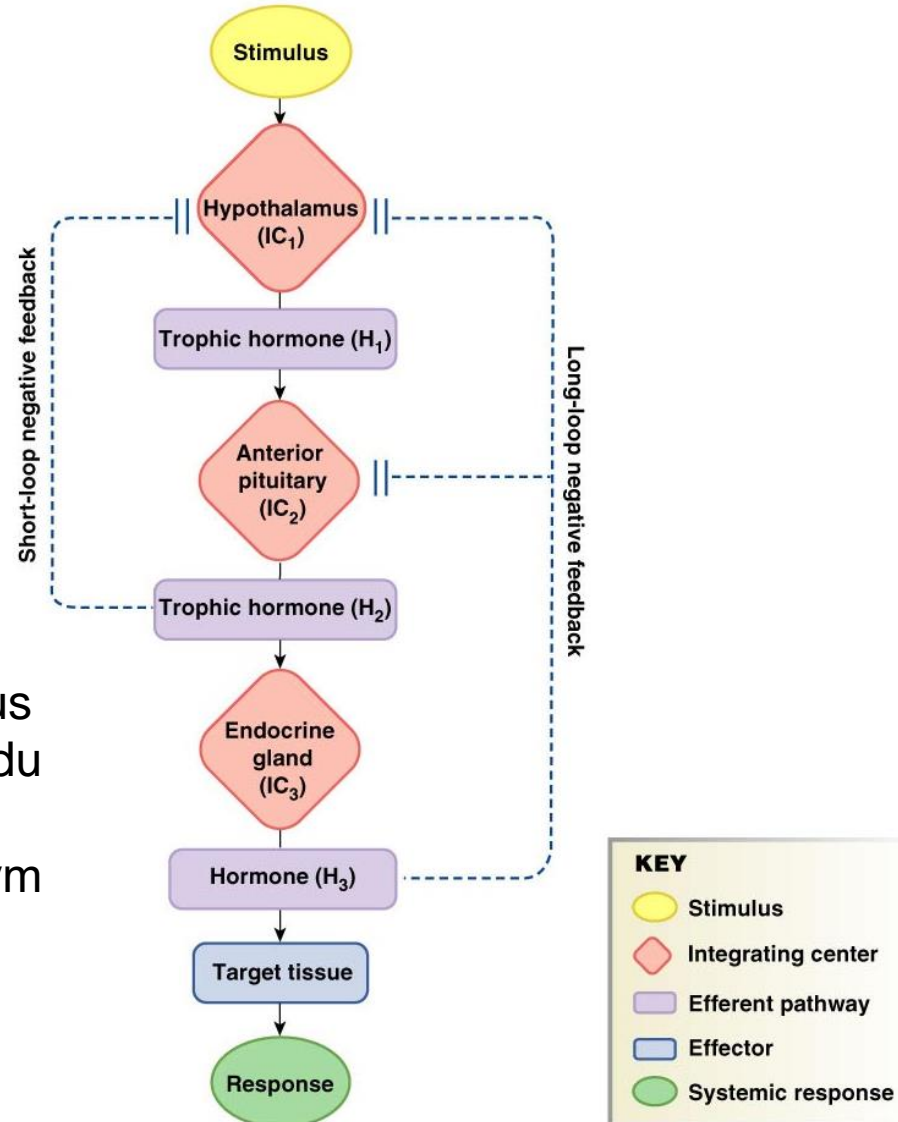 Stimulus
Hypothalamus
(IC₁)
Short-loop negative feedback
Trophic hormone (H₁)
Long-loop negative feedback
Anterior
pituitary
(IC₂)
Trophic hormone (H₂)
Endocrine
gland
(IC₃)
Hormone (H₃)
Target tissue
Response
KEY
Stimulus
Integrating center
Efferent pathway
Effector
Systemic response